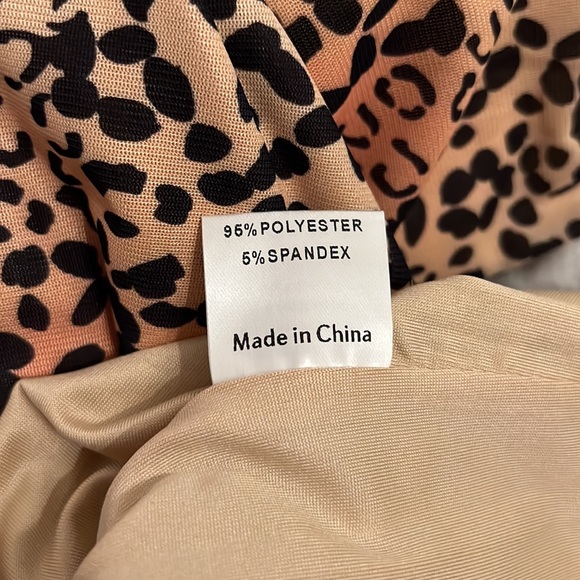 95% POLYESTER
5% SPANDEX
Made in China